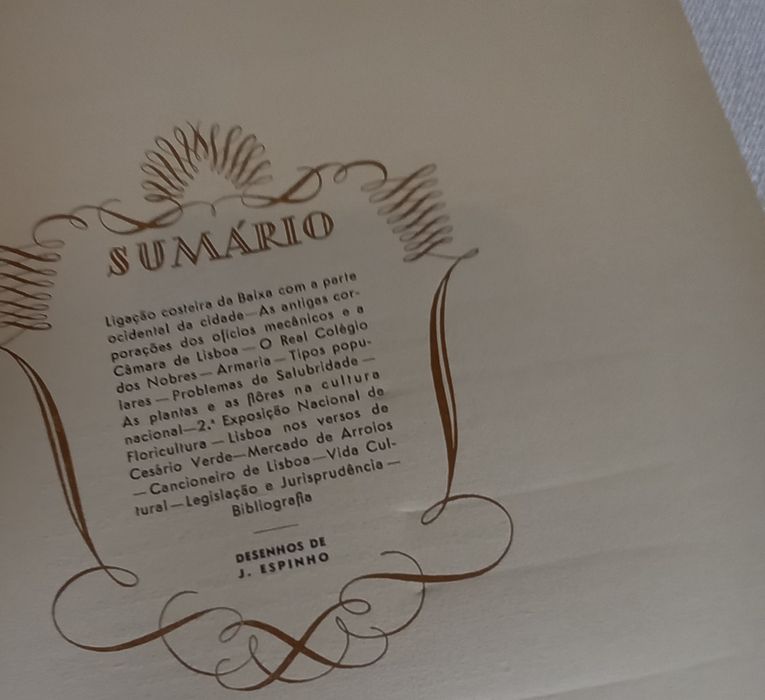 SUMÁRIO
Ligação costeira da Baixa com a parte
ocidental da cidade—As antigas cor-
porações dos ofícios mecânicos e a
Câmara de Lisboa — O Real Colégio
dos Nobres — Armaria — Tipos popu-
lares — Problemas de Salubridade —
As plantas e as flôres na cultura
nacional—2.ª Exposição Nacional de
Floricultura — Lisboa nos versos de
Cesário Verde—Mercado de Arroios
— Cancioneiro de Lisboa—Vida Cul-
tural—Legislação e Jurisprudência —
Bibliografia
DESENHOS DE
J. ESPINHO